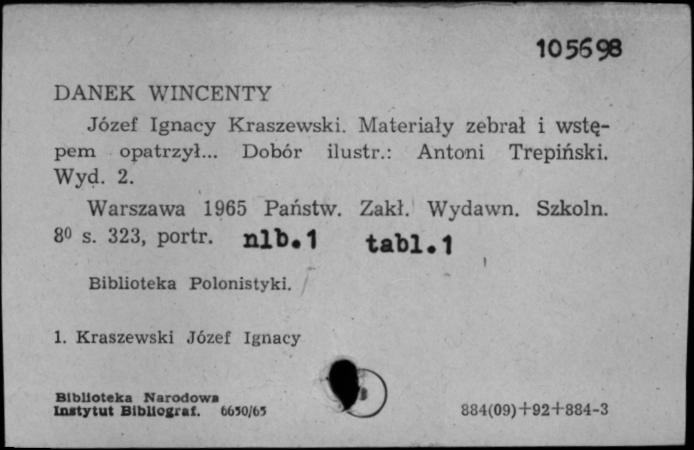 105698
DANEK WINCENTY
Józef Ignacy Kraszewski. Materiały zebrał i wstę-
pem opatrzył... Dobór ilustr.: Antoni Trepiński.
Wyd. 2.
Warszawa 1965 Państw. Zakł. Wydawn. Szkoln.
8⁰ s. 323, portr. nlb.1 tabl.1
Biblioteka Polonistyki.
1. Kraszewski Józef Ignacy
Biblioteka Narodowa
Instytut Bibliograf. 6650/65
884(09)+92+884-3